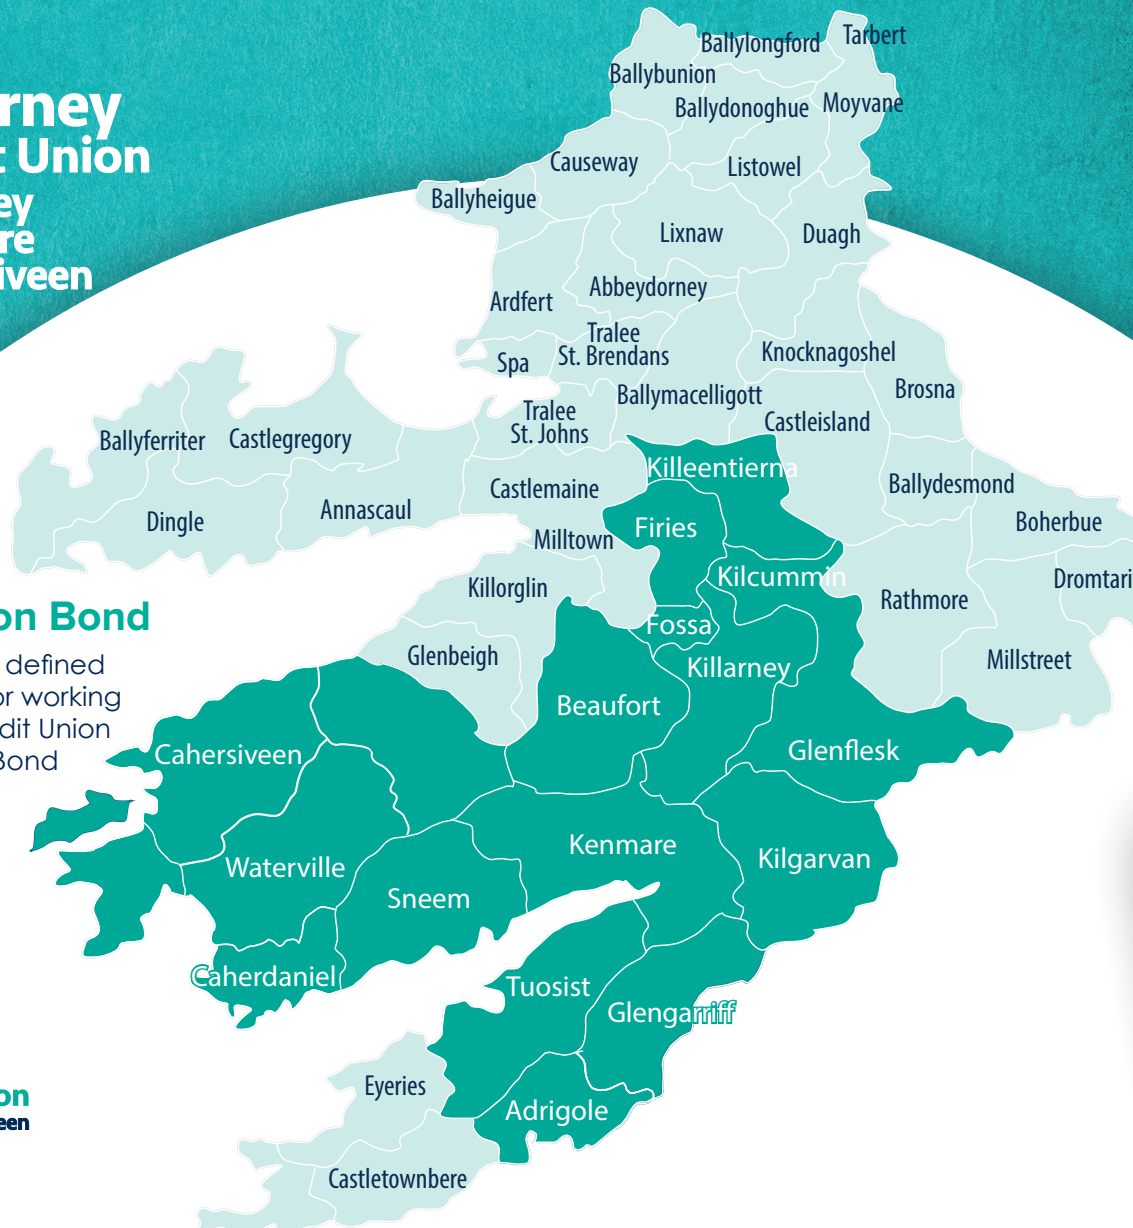 rney
t Union
ey
re
iveen
Ballylongford
Tarbert
Ballybunion
Ballydonoghue
Moyvane
Causeway
Listowel
Ballyheigue
Lixnaw
Duagh
Abbeydorney
Ardfert
Tralee
St. Brendans
Spa
Knocknagoshel
Ballymacelligott
Brosna
Tralee
St. Johns
Castleisland
Ballyferriter
Castlegregory
Killeentierna
Castlemaine
Ballydesmond
Annascaul
Dingle
Firies
Boherbue
Milltown
Kilcummin
Dromtari
Killorglin
Rathmore
on Bond
Fossa
Glenbeigh
Killarney
Millstreet
defined
or working
dit Union
Bond
Beaufort
Cahersiveen
Glenflesk
Kenmare
Kilgarvan
Waterville
Sneem
Caherdaniel
Tuosist
Glengarriff
Eyeries
on
een
Adrigole
Castletownbere